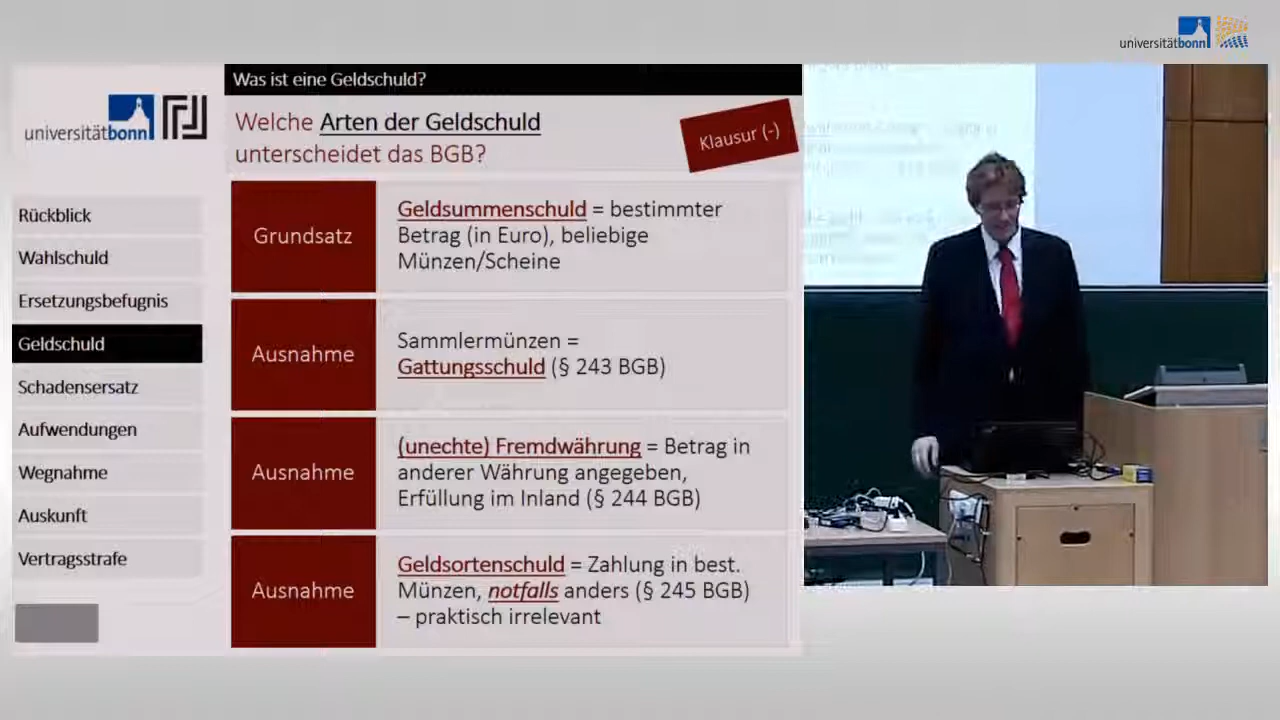 universitätbonn
Was ist eine Geldschuld?
universitätbonn
Welche Arten der Geldschuld
unterscheidet das BGB?
Klausur (-)
Rückblick
Wahlschuld
Ersetzungsbefugnis
Geldschuld
Schadensersatz
Aufwendungen
Wegnahme
Auskunft
Vertragsstrafe
Grundsatz
Geldsummenschuld = bestimmter
Betrag (in Euro), beliebige
Münzen/Scheine
Ausnahme
Sammlermünzen =
Gattungsschuld (§ 243 BGB)
Ausnahme
(unechte) Fremdwährung = Betrag in
anderer Währung angegeben,
Erfüllung im Inland (§ 244 BGB)
Ausnahme
Geldsortenschuld = Zahlung in best.
Münzen, notfalls anders (§ 245 BGB)
– praktisch irrelevant